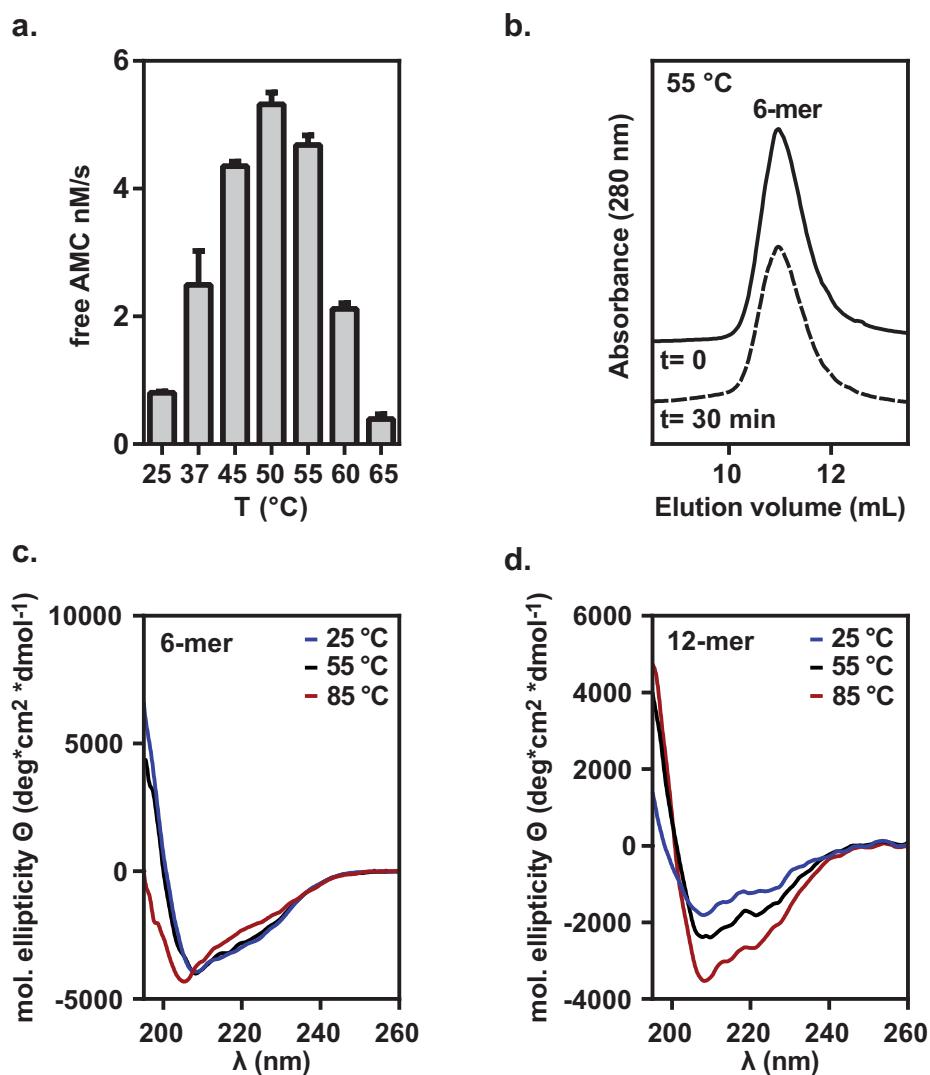 a.
free AMC nM/s
6
4
2
0
25 37 45 50 55 60 65
T (°C)
b.
Absorbance (280 nm)
55 °C
6-mer
t= 0
t= 30 min
10 12
Elution volume (mL)
c.
mol. ellipticity Θ (deg*cm² *dmol⁻¹)
10000
5000
0
-5000
6-mer
25 °C
55 °C
85 °C
200 220 240 260
λ (nm)
d.
mol. ellipticity Θ (deg*cm² *dmol⁻¹)
6000
4000
2000
0
-2000
-4000
12-mer
25 °C
55 °C
85 °C
200 220 240 260
λ (nm)